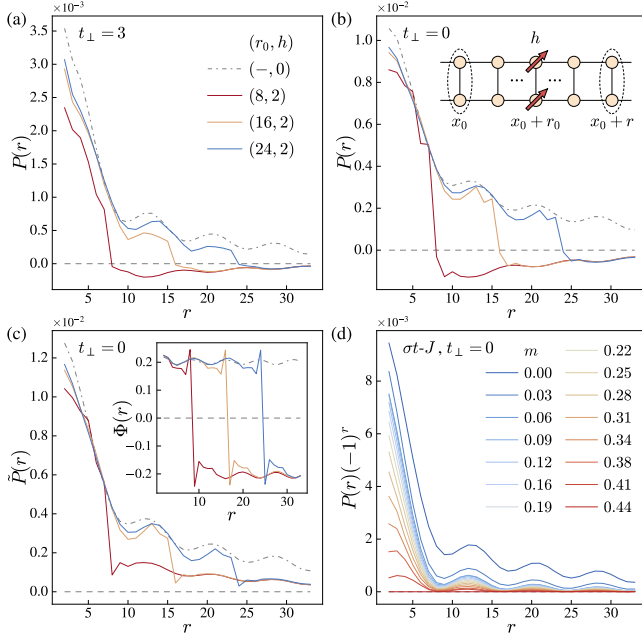 (a)
×10⁻³
t⊥ = 3
(r₀, h)
(−, 0)
(8, 2)
(16, 2)
(24, 2)
P(r)
3.5
3.0
2.5
2.0
1.5
1.0
0.5
0.0
5 10 15 20 25 30
r
(b)
×10⁻²
t⊥ = 0
h
... ...
x₀ x₀ + r₀ x₀ + r
P(r)
1.0
0.8
0.6
0.4
0.2
0.0
5 10 15 20 25 30
r
(c)
×10⁻²
t⊥ = 0
P̃(r)
1.2
1.0
0.8
0.6
0.4
0.2
0.0
5 10 15 20 25 30
r
Φ(r)
0.2
0.1
0.0
−0.1
−0.2
0 10 20 30
r
(d)
×10⁻³
σt-J, t⊥ = 0
m
0.00
0.03
0.06
0.09
0.12
0.16
0.19
0.22
0.25
0.28
0.31
0.34
0.38
0.41
0.44
P(r)(−1)ʳ
8
6
4
2
0
5 10 15 20 25 30
r